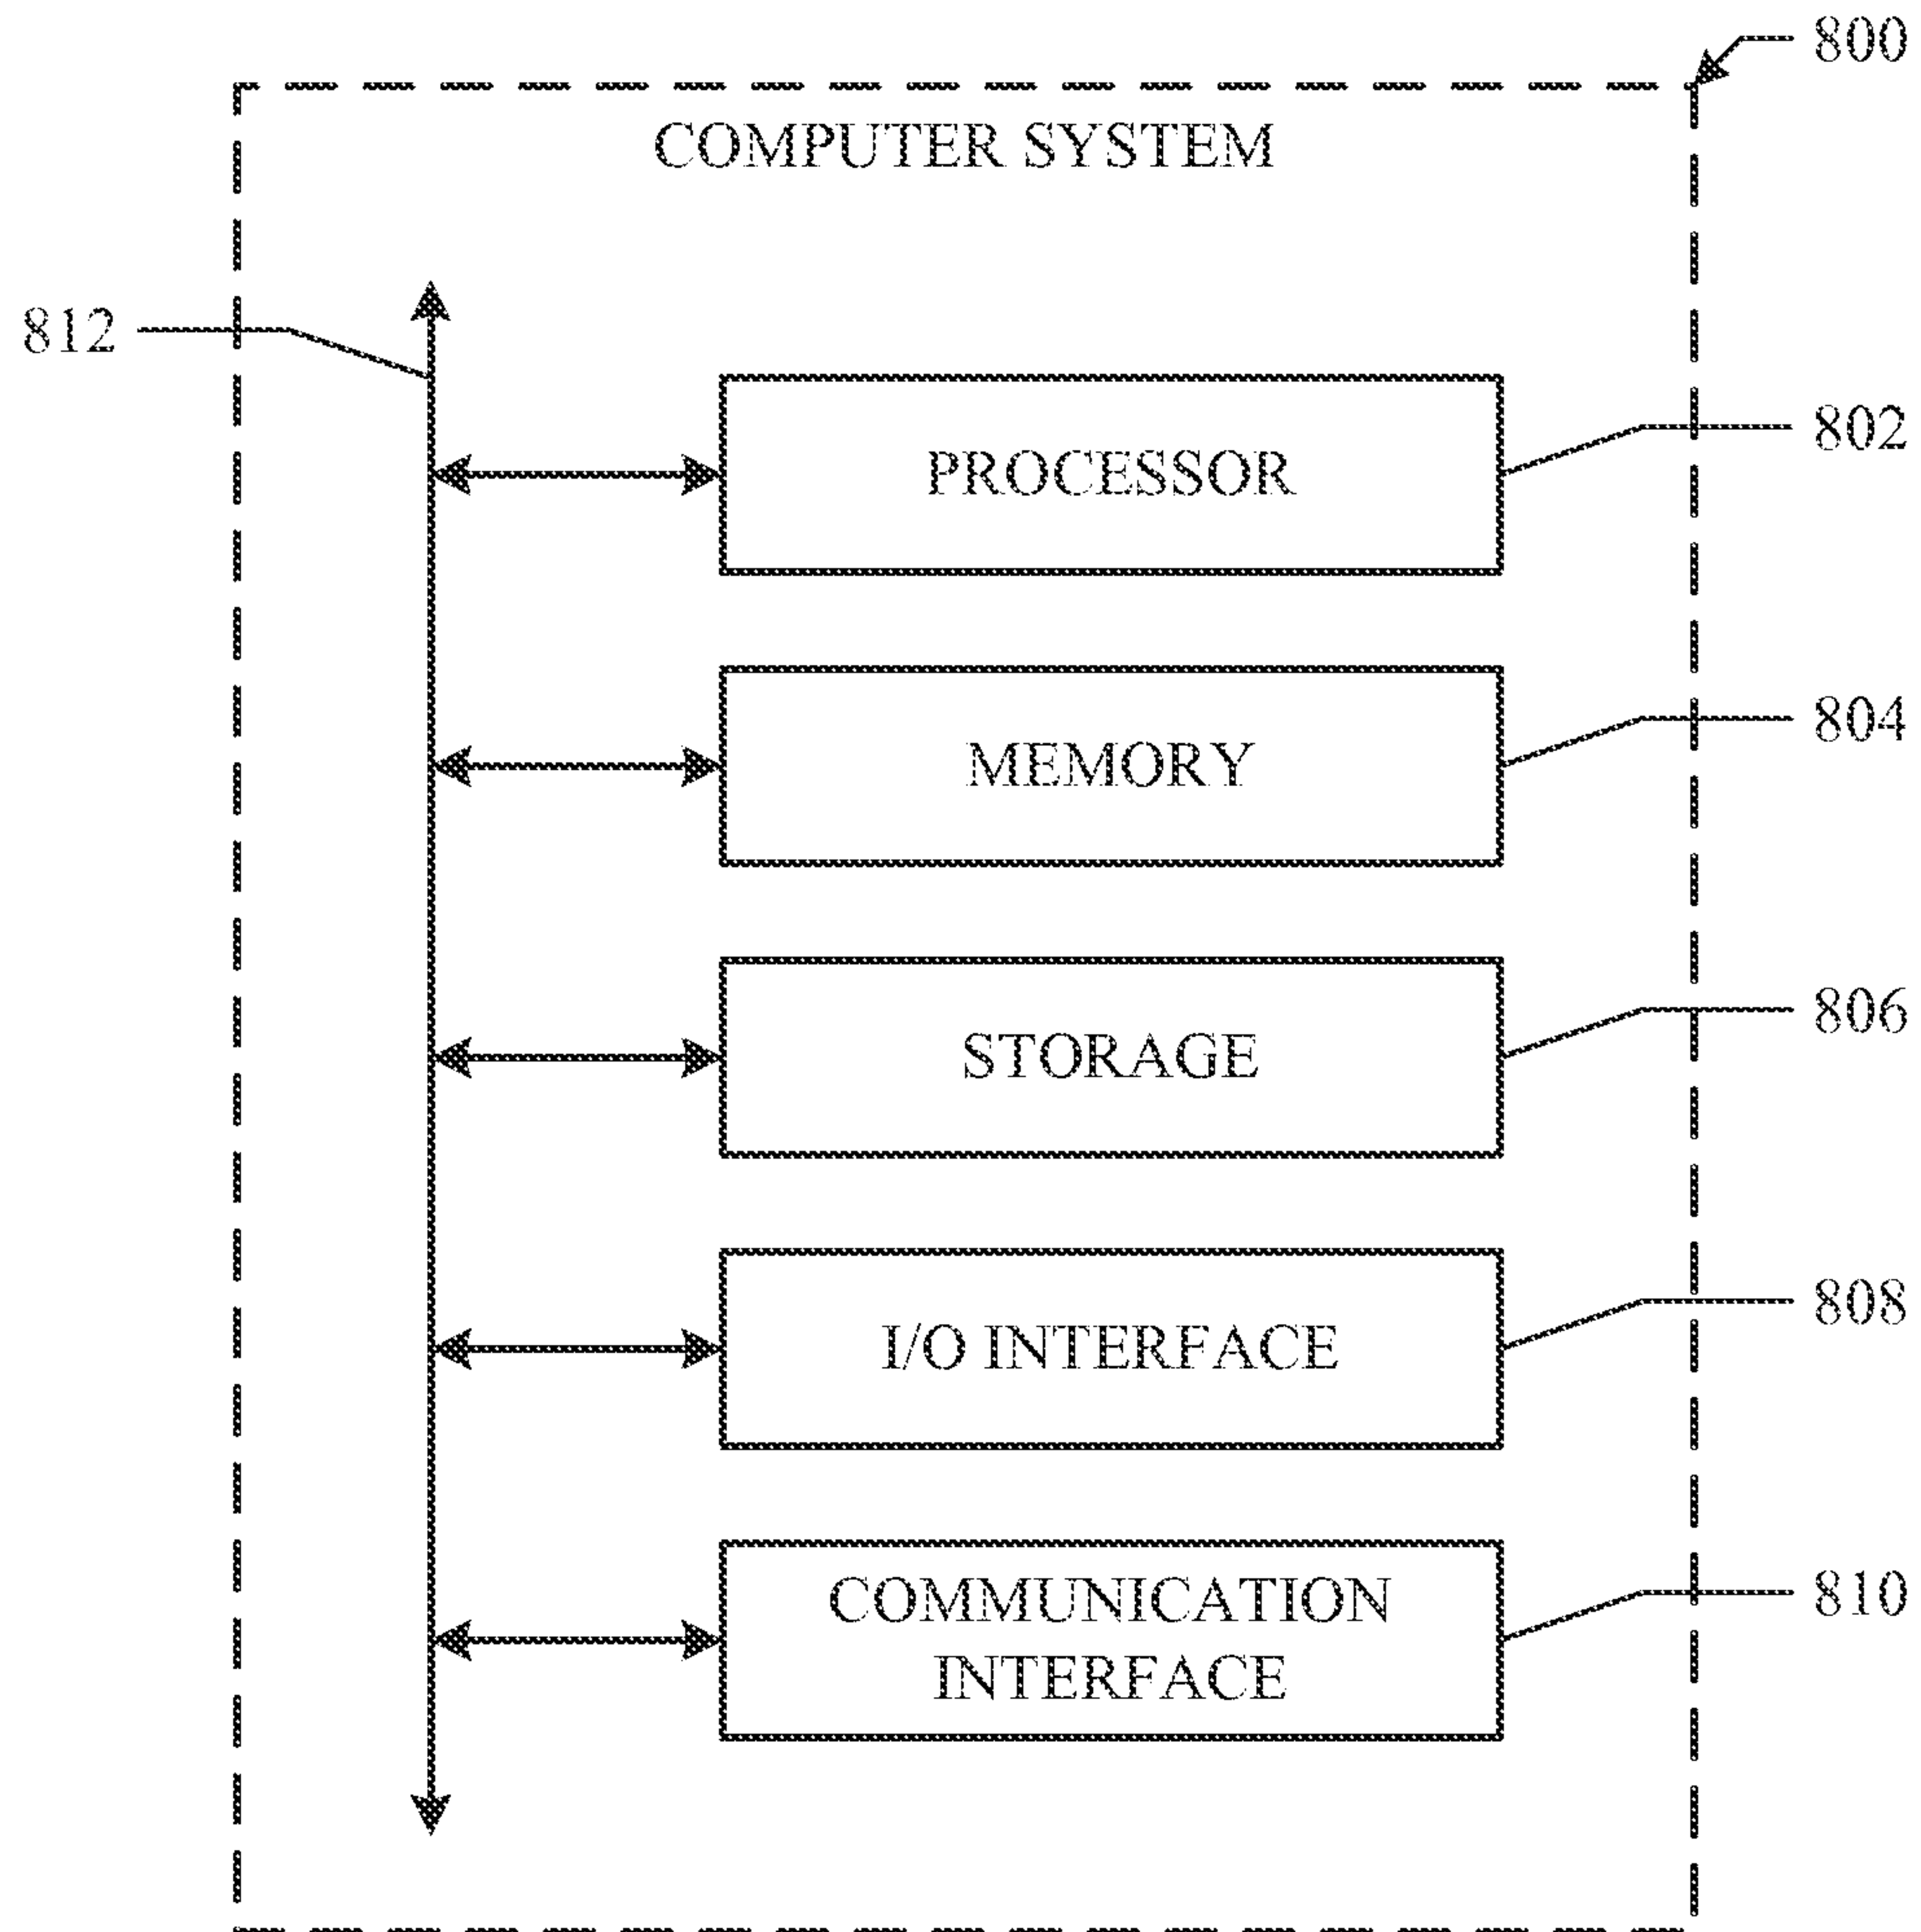 800
COMPUTER SYSTEM
812
802
PROCESSOR
804
MEMORY
806
STORAGE
808
I/O INTERFACE
810
COMMUNICATION
INTERFACE